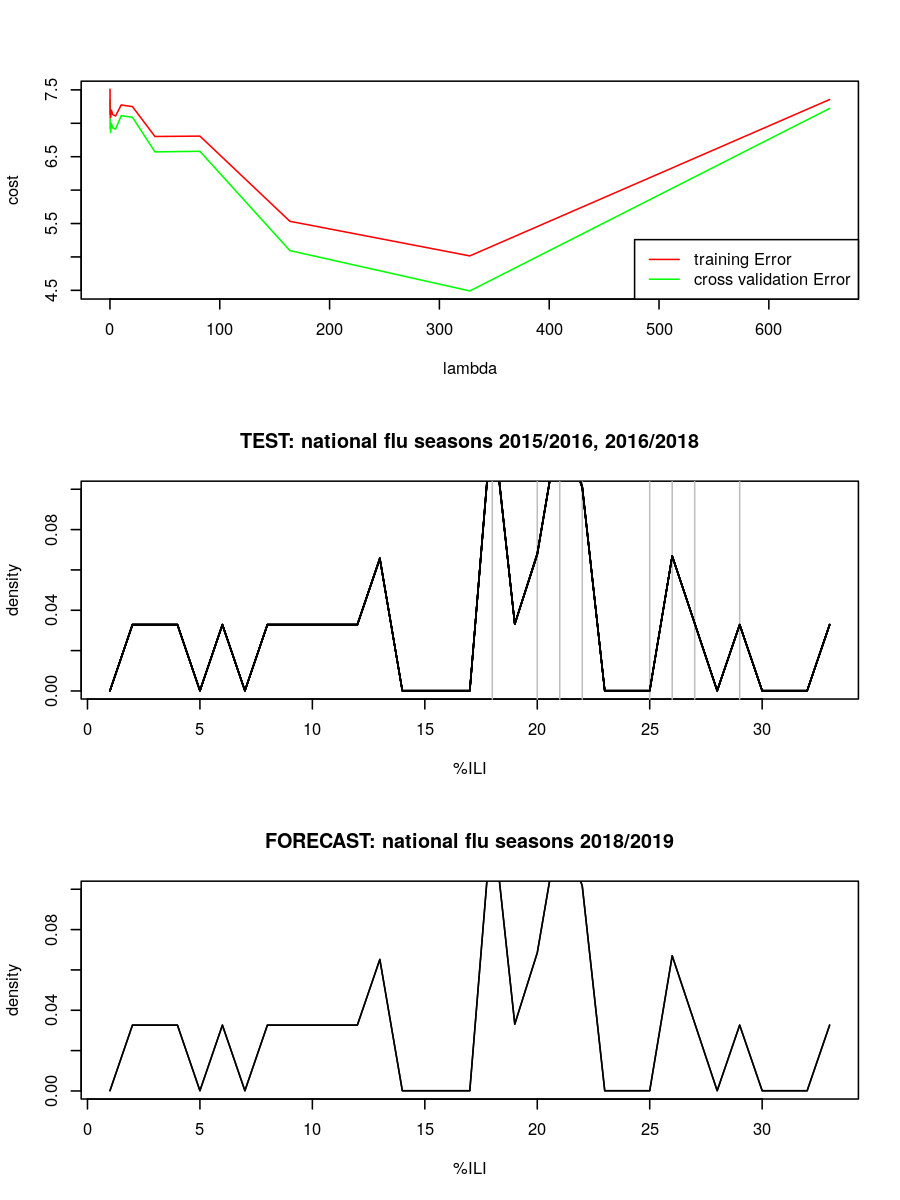 cost
4.5
5.5
6.5
7.5
0 100 200 300 400 500 600
lambda
training Error
cross validation Error
TEST: national flu seasons 2015/2016, 2016/2018
density
0.00
0.04
0.08
0 5 10 15 20 25 30
%ILI
FORECAST: national flu seasons 2018/2019
density
0.00
0.04
0.08
0 5 10 15 20 25 30
%ILI